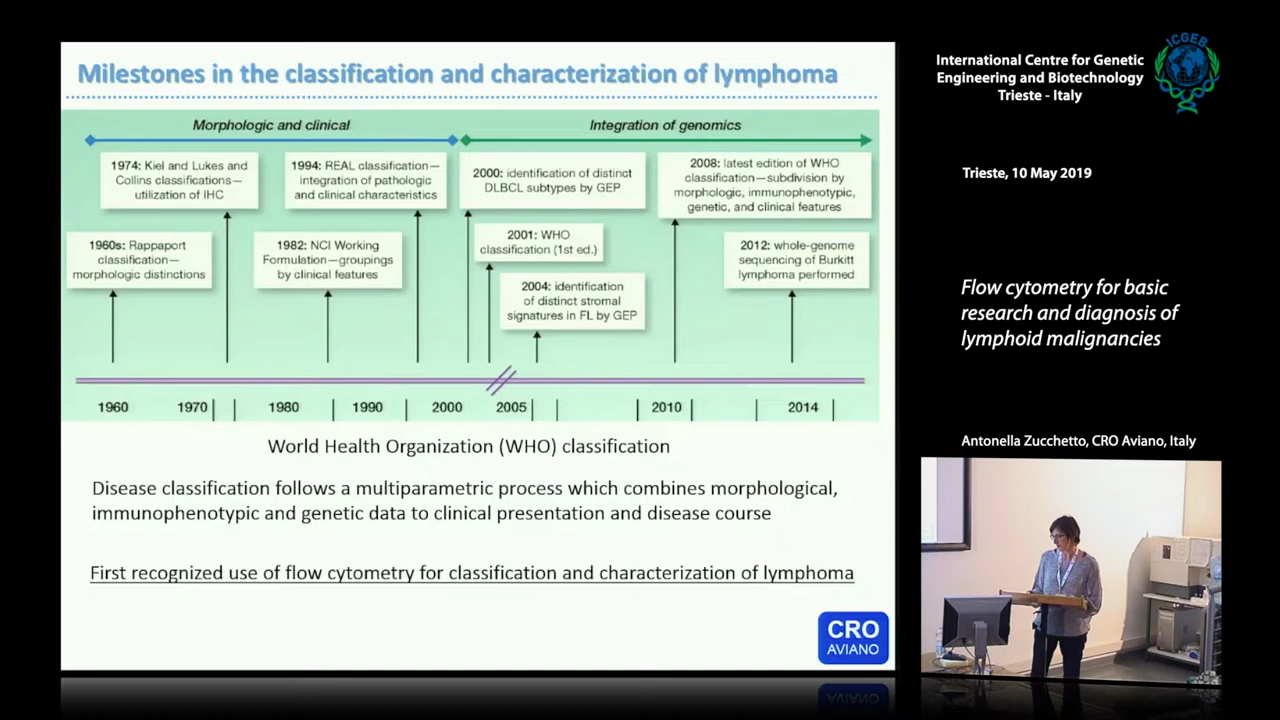 Milestones in the classification and characterization of lymphoma
Morphologic and clinical
Integration of genomics
1974: Kiel and Lukes and
Collins classifications—
utilization of IHC
1994: REAL classification—
integration of pathologic
and clinical characteristics
2000: identification of distinct
DLBCL subtypes by GEP
2008: latest edition of WHO
classification—subdivision by
morphologic, immunophenotypic,
genetic, and clinical features
1960s: Rappaport
classification—
morphologic distinctions
1982: NCI Working
Formulation—groupings
by clinical features
2001: WHO
classification (1st ed.)
2004: identification
of distinct stromal
signatures in FL by GEP
2012: whole-genome
sequencing of Burkitt
lymphoma performed
1960
1970
1980
1990
2000
2005
2010
2014
World Health Organization (WHO) classification
Disease classification follows a multiparametric process which combines morphological,
immunophenotypic and genetic data to clinical presentation and disease course
First recognized use of flow cytometry for classification and characterization of lymphoma
CRO
AVIANO
International Centre for Genetic
Engineering and Biotechnology
Trieste - Italy
ICGEB
Trieste, 10 May 2019
Flow cytometry for basic
research and diagnosis of
lymphoid malignancies
Antonella Zucchetto, CRO Aviano, Italy